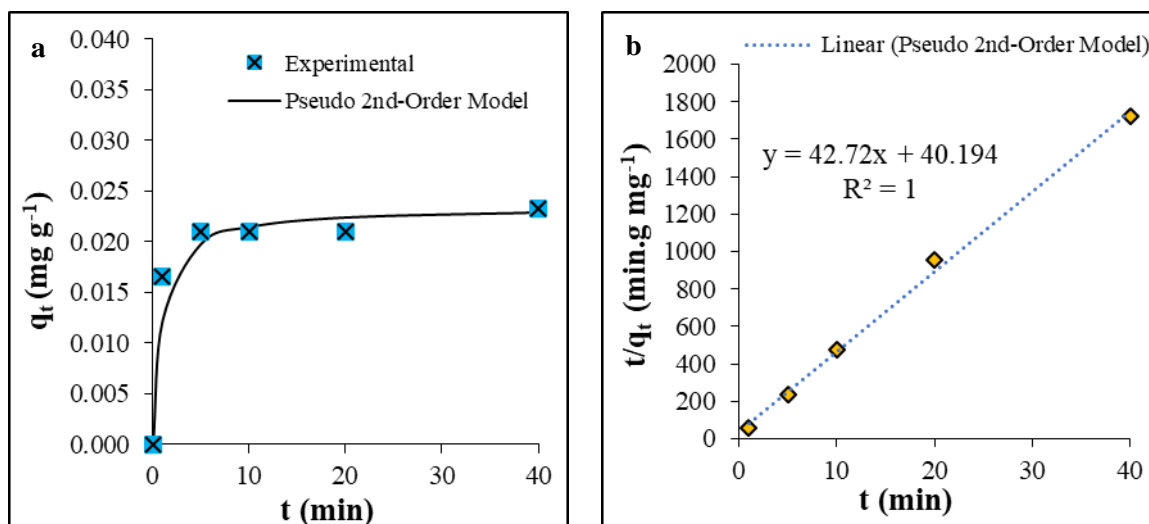 a
Experimental
Pseudo 2nd-Order Model
qₜ (mg g⁻¹)
0.040
0.035
0.030
0.025
0.020
0.015
0.010
0.005
0.000
0 10 20 30 40
t (min)
b
Linear (Pseudo 2nd-Order Model)
y = 42.72x + 40.194
R² = 1
t/qₜ (min.g mg⁻¹)
2000
1800
1600
1400
1200
1000
800
600
400
200
0
0 10 20 30 40
t (min)